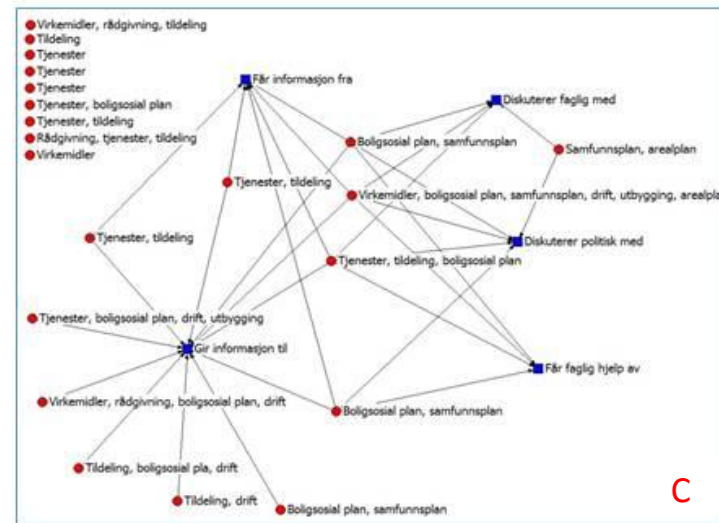 Virkemidler, rådgivning, tildeling
Tildeling
Tjenester
Tjenester
Tjenester
Tjenester, boligsosial plan
Tjenester, tildeling
Rådgivning, tjenester, tildeling
Virkemidler
Får informasjon fra
Diskuterer faglig med
Boligsosial plan, samfunnsplan
Samfunnsplan, arealplan
Tjenester, tildeling
Virkemidler, boligsosial plan, samfunnsplan, drift, utbygging, arealpla
Tjenester, tildeling
Diskuterer politisk med
Tjenester, tildeling, boligsosial plan
Tjenester, boligsosial plan, drift, utbygging
Gir informasjon til
Får faglig hjelp av
Virkemidler, rådgivning, boligsosial plan, drift
Boligsosial plan, samfunnsplan
Tildeling, boligsosial pla, drift
Tildeling, drift
Boligsosial plan, samfunnsplan
C